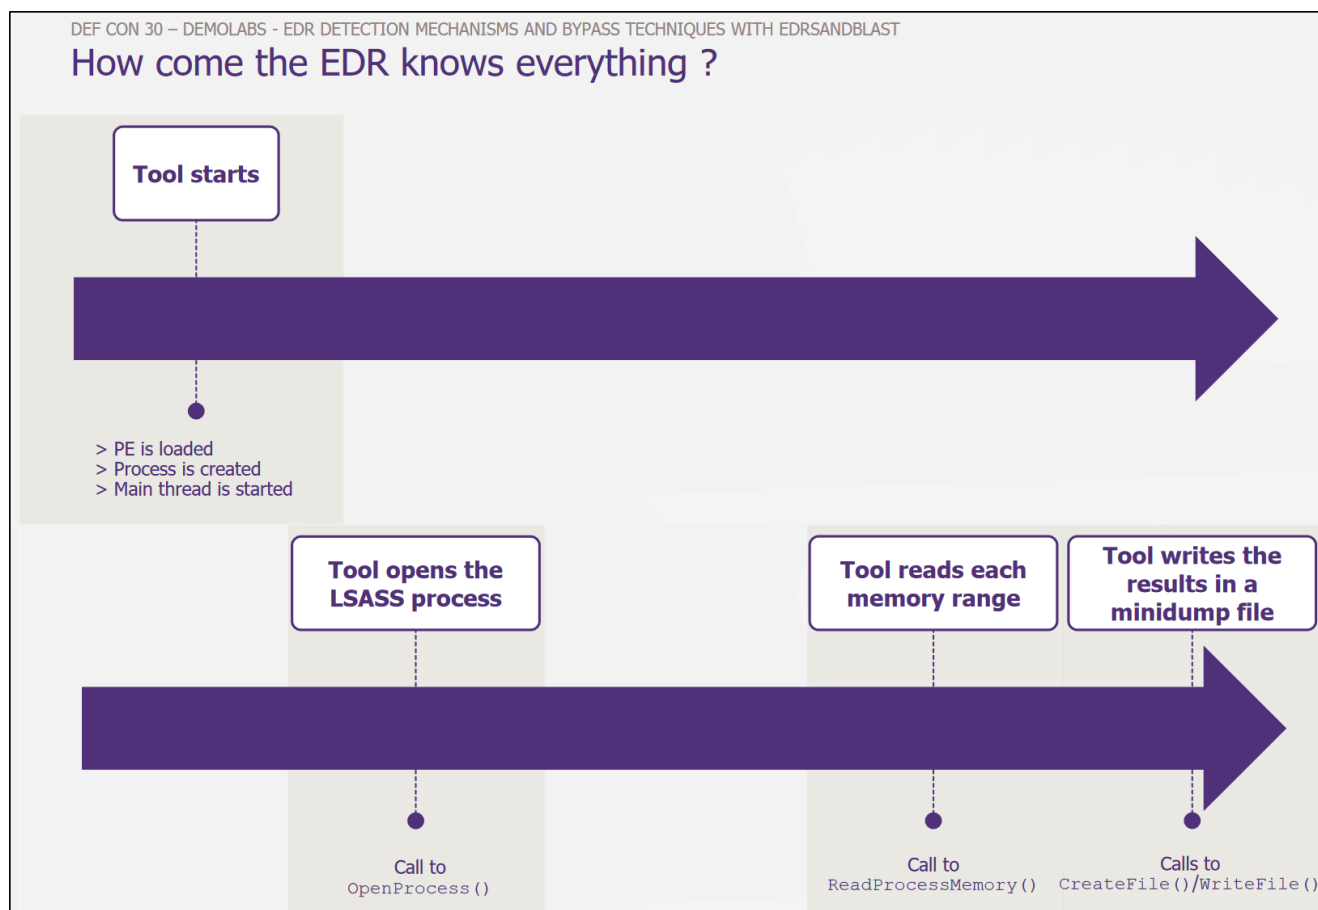 DEF CON 30 – DEMOLABS - EDR DETECTION MECHANISMS AND BYPASS TECHNIQUES WITH EDRSANDBLAST
How come the EDR knows everything ?
Tool starts
> PE is loaded
> Process is created
> Main thread is started
Tool opens the
LSASS process
Tool reads each
memory range
Tool writes the
results in a
minidump file
Call to
OpenProcess()
Call to
ReadProcessMemory()
Calls to
CreateFile()/WriteFile()